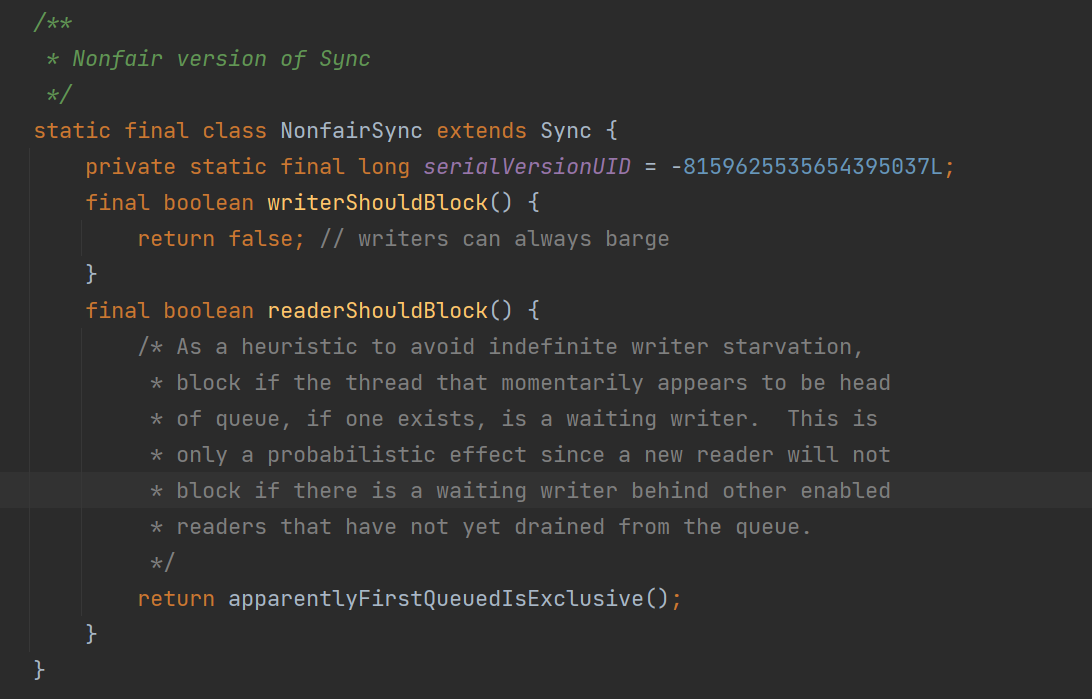 /**
 * Nonfair version of Sync
 */
static final class NonfairSync extends Sync {
    private static final long serialVersionUID = -8159625535654395037L;
    final boolean writerShouldBlock() {
        return false; // writers can always barge
    }
    final boolean readerShouldBlock() {
        /* As a heuristic to avoid indefinite writer starvation,
         * block if the thread that momentarily appears to be head
         * of queue, if one exists, is a waiting writer.  This is
         * only a probabilistic effect since a new reader will not
         * block if there is a waiting writer behind other enabled
         * readers that have not yet drained from the queue.
         */
        return apparentlyFirstQueuedIsExclusive();
    }
}